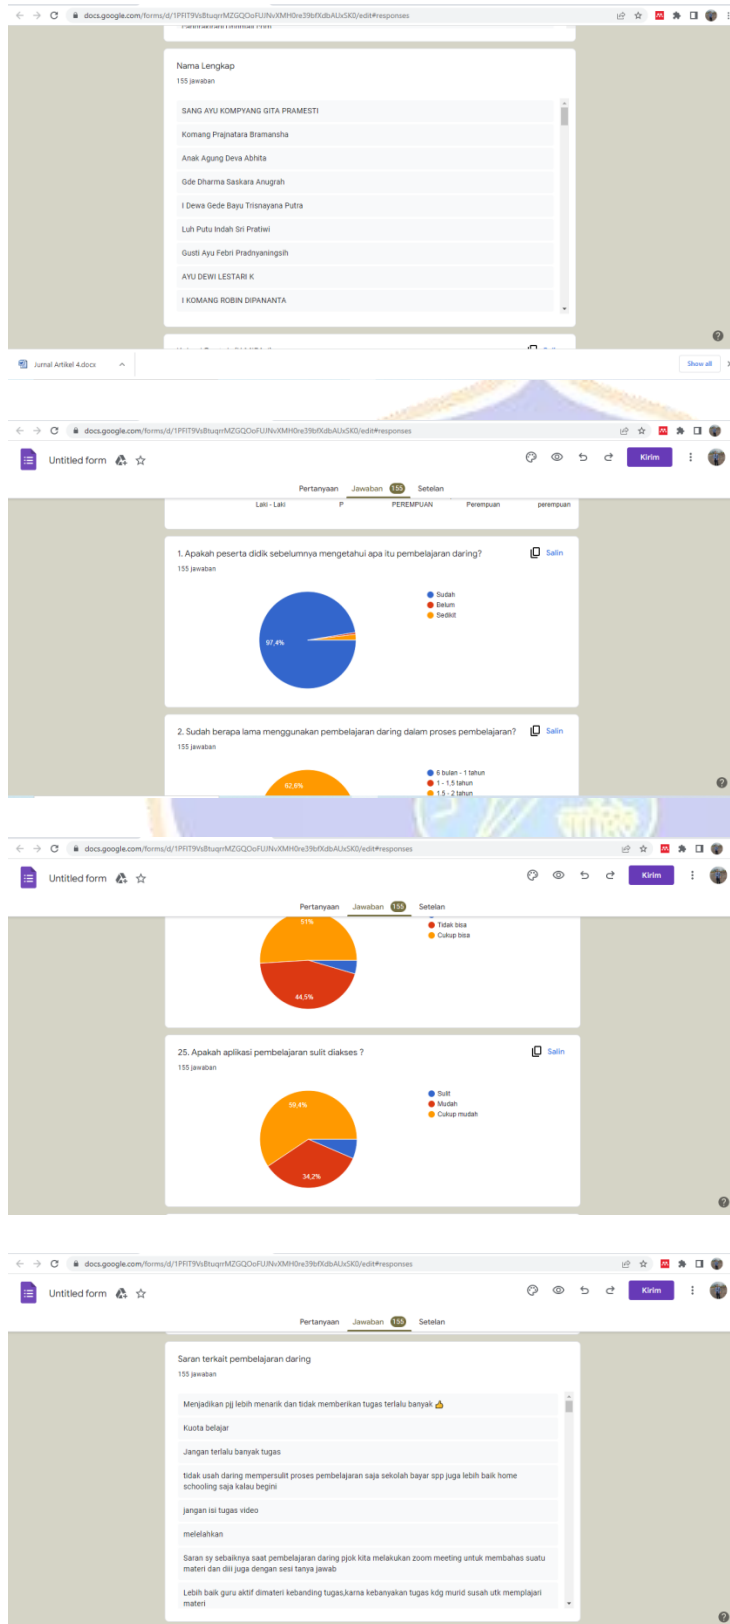 Nama Lengkap
155 jawaban
SANG AYU KOMPYANG GITA PRAMESTI
Komang Prajnatara Bramansha
Anak Agung Deva Abhita
Gde Dharma Saskara Anugrah
I Dewa Gede Bayu Trisnayana Putra
Luh Putu Indah Sri Pratiwi
Gusti Ayu Febri Pradnyaningsih
AYU DEWI LESTARI K
I KOMANG ROBIN DIPANANTA
Jurnal Artikel 4.docx
Show all
Untitled form
Kirim
Pertanyaan Jawaban 155 Setelan
Laki - Laki P PEREMPUAN Perempuan perempuan
1. Apakah peserta didik sebelumnya mengetahui apa itu pembelajaran daring?
Salin
155 jawaban
Sudah
Belum
Sedikit
97,4%
2. Sudah berapa lama menggunakan pembelajaran daring dalam proses pembelajaran?
Salin
155 jawaban
6 bulan - 1 tahun
1 - 1,5 tahun
1,5 - 2 tahun
62,6%
Untitled form
Kirim
Pertanyaan Jawaban 155 Setelan
51%
Tidak bisa
Cukup bisa
44,5%
25. Apakah aplikasi pembelajaran sulit diakses ?
Salin
155 jawaban
Sulit
Mudah
Cukup mudah
59,4%
34,2%
Untitled form
Kirim
Pertanyaan Jawaban 155 Setelan
Saran terkait pembelajaran daring
155 jawaban
Menjadikan pjj lebih menarik dan tidak memberikan tugas terlalu banyak 👍
Kuota belajar
Jangan terlalu banyak tugas
tidak usah daring mempersulit proses pembelajaran saja sekolah bayar spp juga lebih baik home
schooling saja kalau begini
jangan isi tugas video
melelahkan
Saran sy sebaiknya saat pembelajaran daring pjok kita melakukan zoom meeting untuk membahas suatu
materi dan diii juga dengan sesi tanya jawab
Lebih baik guru aktif dimateri kebanding tugas,karna kebanyakan tugas kdg murid susah utk memplajari
materi